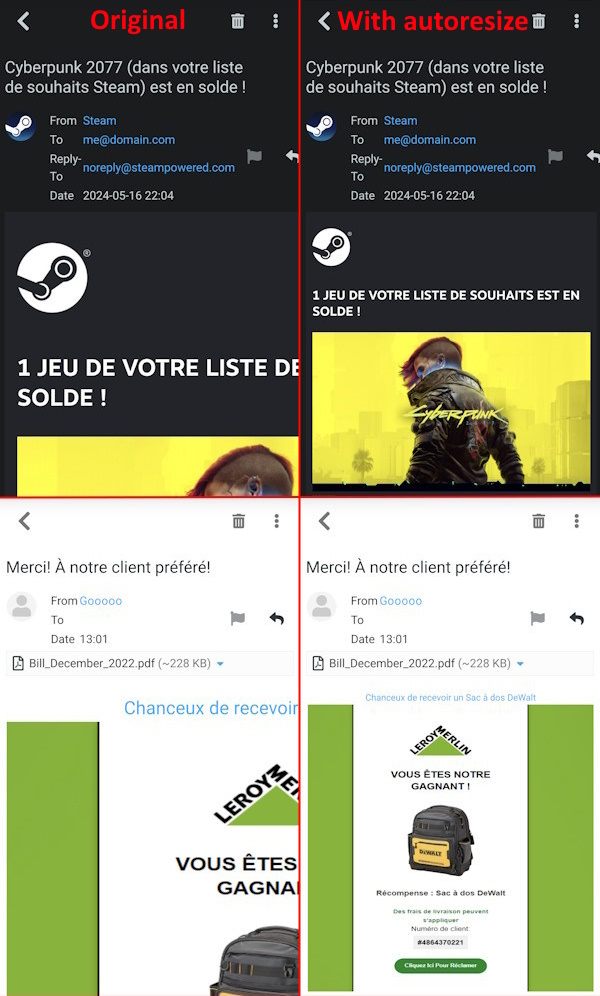 Original
Cyberpunk 2077 (dans votre liste
de souhaits Steam) est en solde !
From Steam
To me@domain.com
Reply-To noreply@steampowered.com
Date 2024-05-16 22:04
®
1 JEU DE VOTRE LISTE DE
SOLDE !
With autoresize
Cyberpunk 2077 (dans votre liste
de souhaits Steam) est en solde !
From Steam
To me@domain.com
Reply-To noreply@steampowered.com
Date 2024-05-16 22:04
1 JEU DE VOTRE LISTE DE SOUHAITS EST EN
SOLDE !
Cyberpunk
Merci! À notre client préféré!
From Gooooo
To
Date 13:01
Bill_December_2022.pdf (~228 KB)
Chanceux de recevoir
LEROY MERLIN
VOUS ÊTES
GAGNA
Merci! À notre client préféré!
From Gooooo
To
Date 13:01
Bill_December_2022.pdf (~228 KB)
Chanceux de recevoir un Sac à dos DeWalt
LEROY MERLIN
VOUS ÊTES NOTRE
GAGNANT !
DEWALT
Récompense : Sac à dos DeWalt
Des frais de livraison peuvent
s'appliquer
Numéro de client:
#4864370221
Cliquez Ici Pour Réclamer